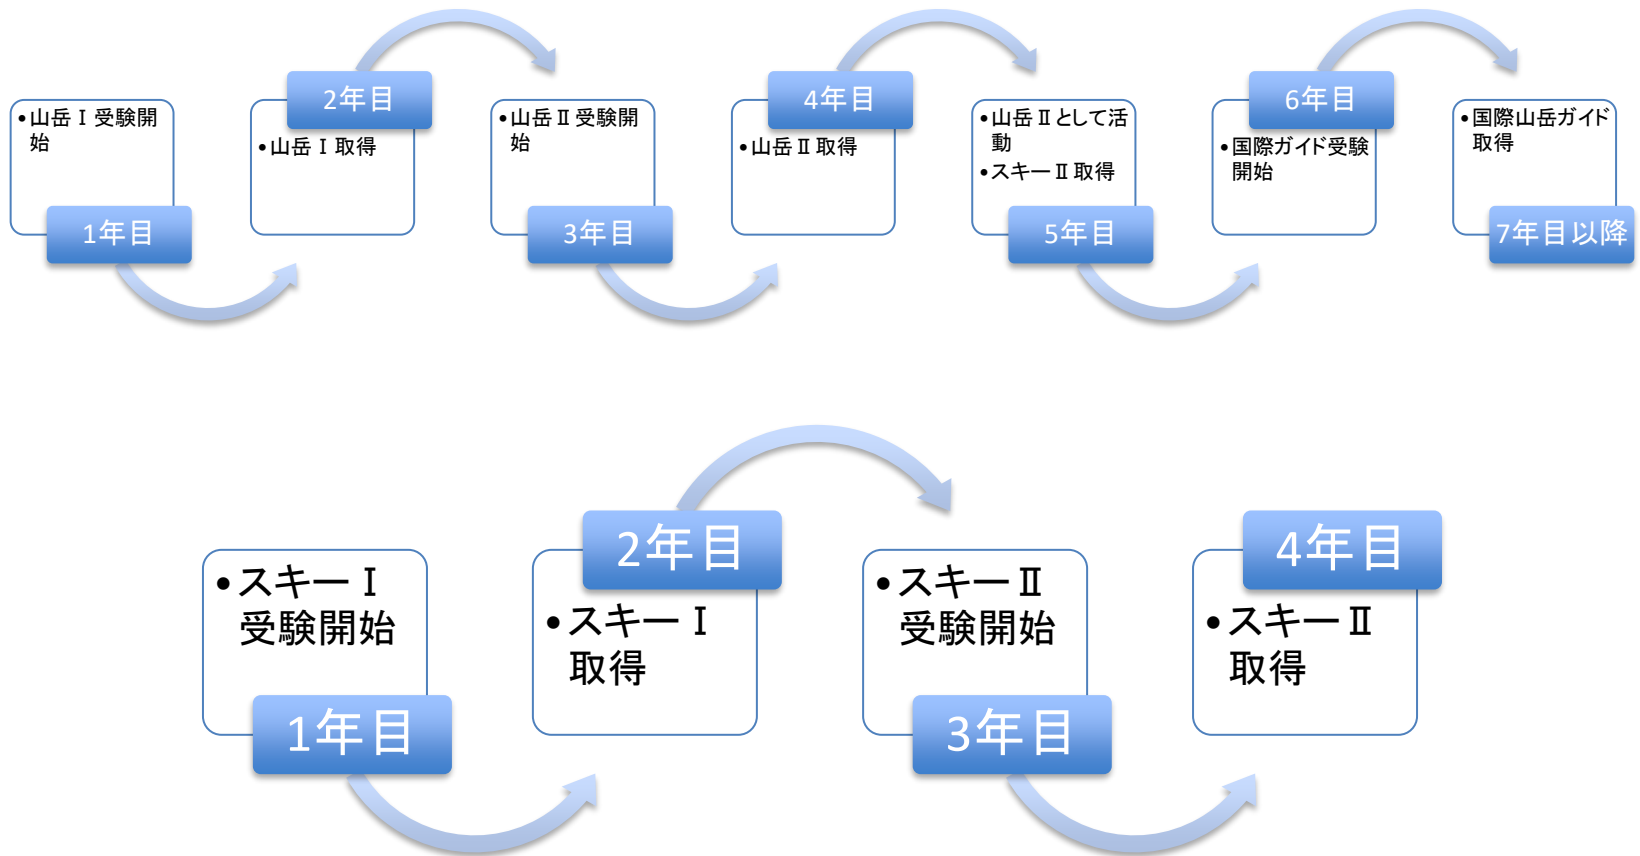 •山岳Ⅰ受験開
始
1年目
2年目
•山岳Ⅰ取得
•山岳Ⅱ受験開
始
3年目
4年目
•山岳Ⅱ取得
•山岳Ⅱとして活
動
•スキーⅡ取得
5年目
6年目
•国際ガイド受験
開始
•国際山岳ガイド
取得
7年目以降
•スキーⅠ
受験開始
1年目
2年目
•スキーⅠ
取得
•スキーⅡ
受験開始
3年目
4年目
•スキーⅡ
取得